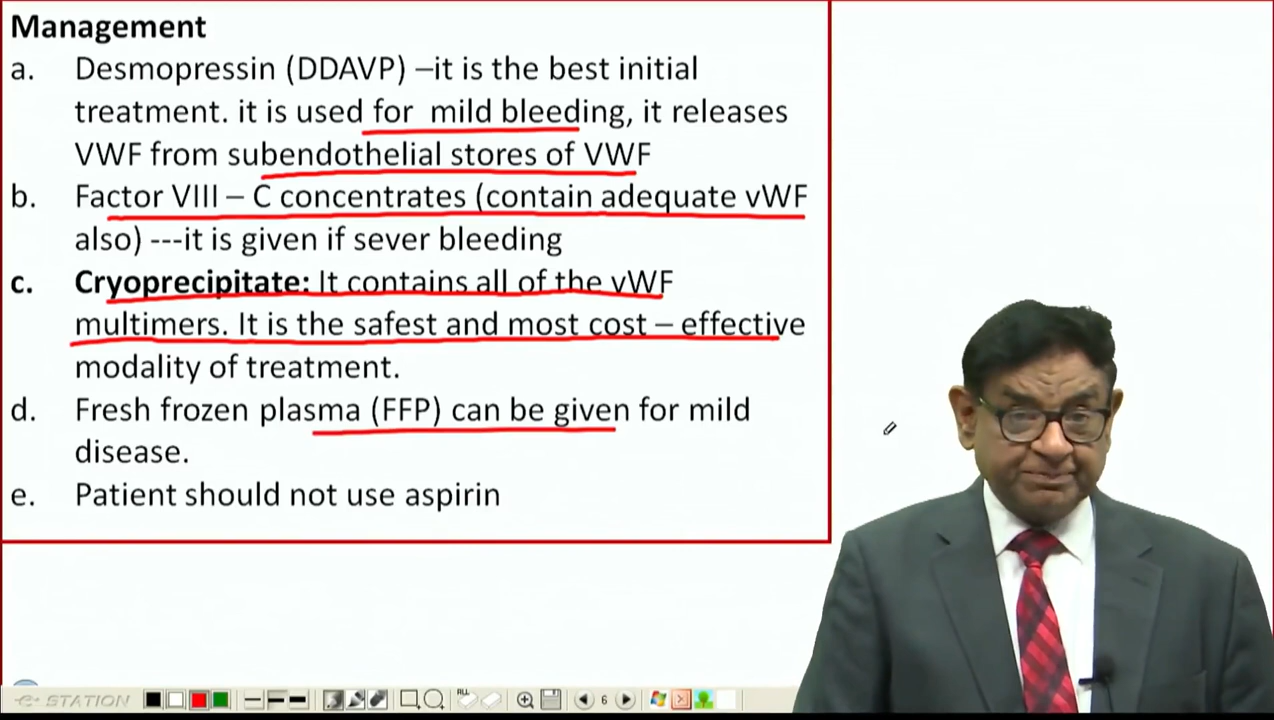 Management
a. Desmopressin (DDAVP) –it is the best initial
treatment. it is used for mild bleeding, it releases
VWF from subendothelial stores of VWF
b. Factor VIII – C concentrates (contain adequate vWF
also) ---it is given if sever bleeding
c. Cryoprecipitate: It contains all of the vWF
multimers. It is the safest and most cost – effective
modality of treatment.
d. Fresh frozen plasma (FFP) can be given for mild
disease.
e. Patient should not use aspirin
e-STATION
ALL
6